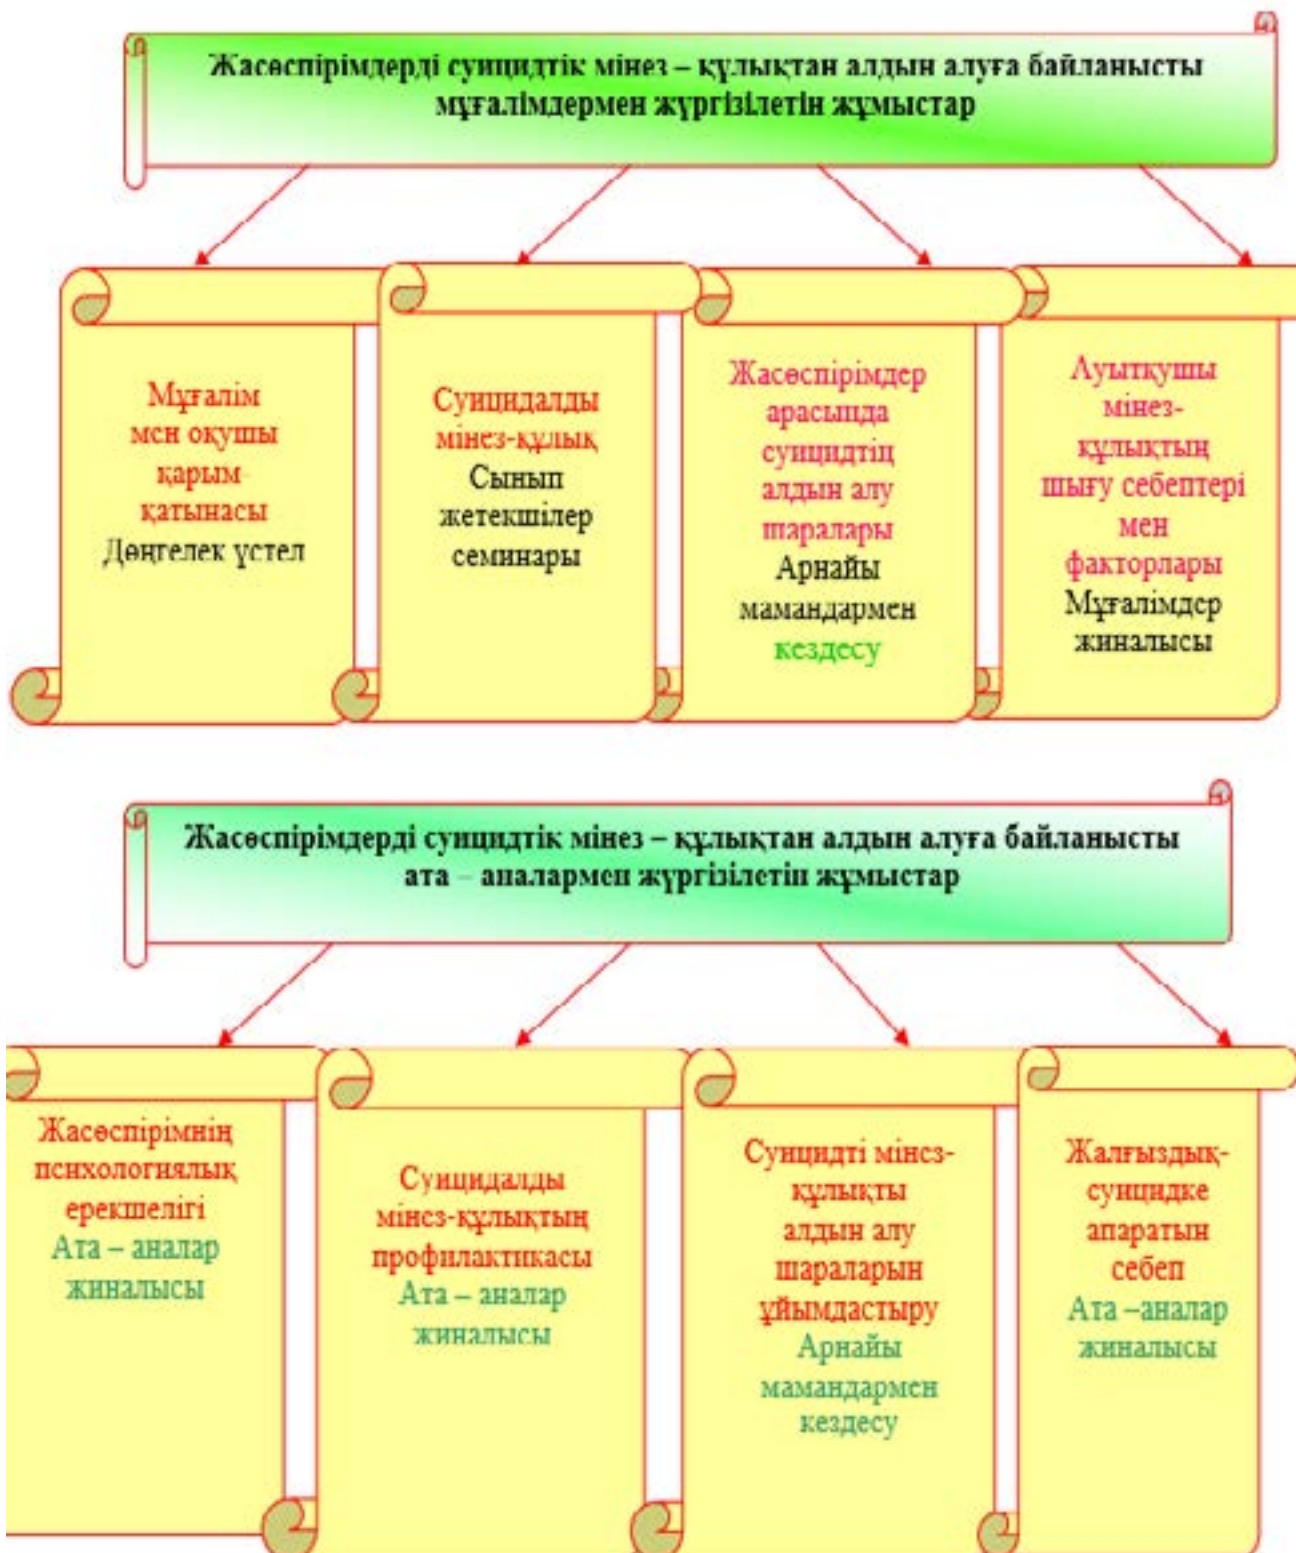 Жасөспірімдерді суицидтік мінез – құлықтан алдын алуға байланысты
мұғалімдермен жүргізілетін жұмыстар
Мұғалім
мен оқушы
қарым-
қатынасы
Дөңгелек үстел
Суицидалды
мінез-құлық
Сынып
жетекшілер
семинары
Жасөспірімдер
арасында
суицидтің
алдын алу
шаралары
Арнайы
мамандармен
кездесу
Ауытқушы
мінез-
құлықтың
шығу себептері
мен
факторлары
Мұғалімдер
жиналысы
Жасөспірімдерді суицидтік мінез – құлықтан алдын алуға байланысты
ата – аналармен жүргізілетін жұмыстар
Жасөспірімнің
психологиялық
ерекшелігі
Ата – аналар
жиналысы
Суицидалды
мінез-құлықтың
профилактикасы
Ата – аналар
жиналысы
Суицидті мінез-
құлықты
алдын алу
шараларын
ұйымдастыру
Арнайы
мамандармен
кездесу
Жалғыздық-
суицидке
апаратын
себеп
Ата –аналар
жиналысы